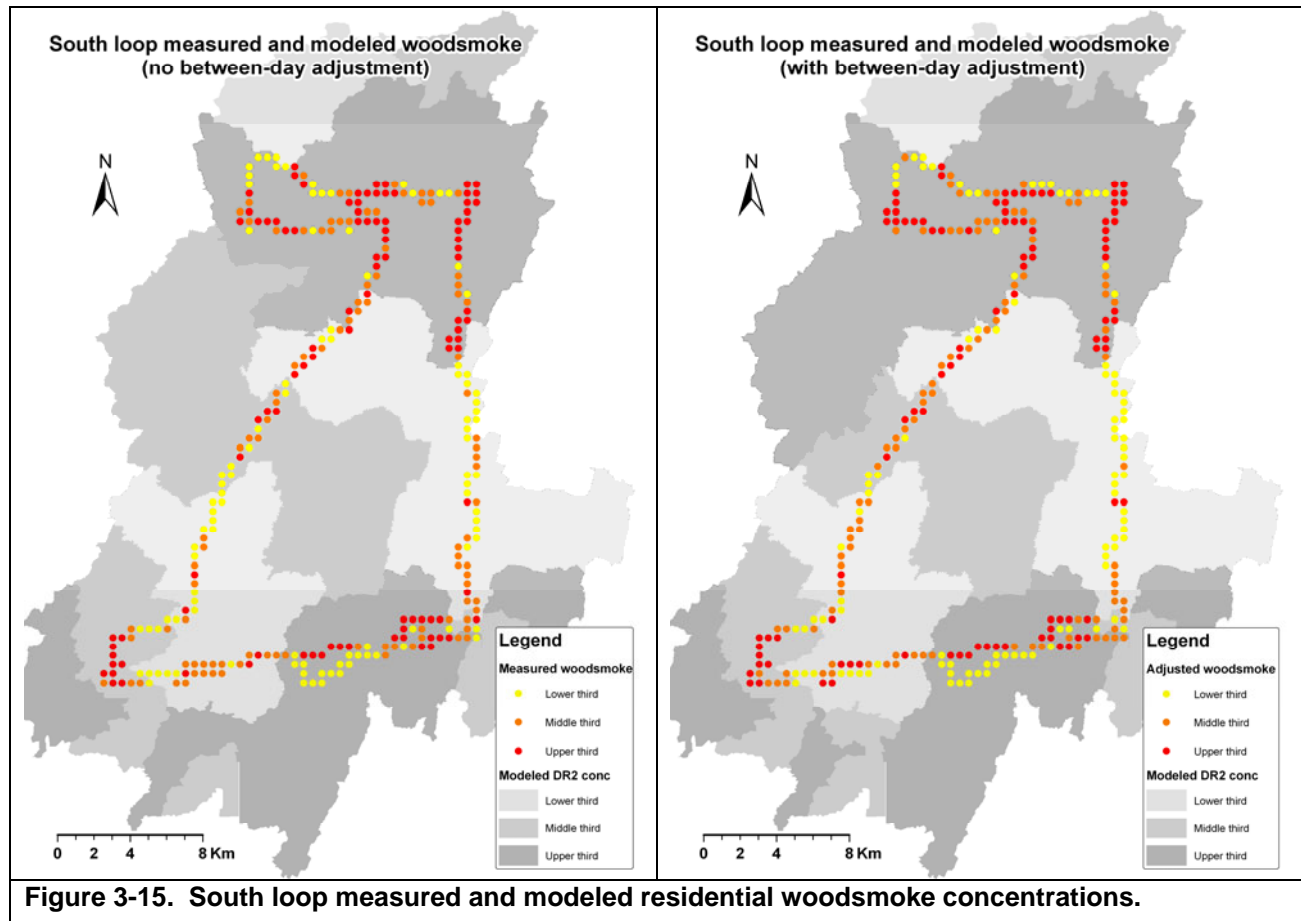 South loop measured and modeled woodsmoke
(no between-day adjustment)
N
Legend
Measured woodsmoke
Lower third
Middle third
Upper third
Modeled DR2 conc
Lower third
Middle third
Upper third
0 2 4 8 Km
South loop measured and modeled woodsmoke
(with between-day adjustment)
N
Legend
Adjusted woodsmoke
Lower third
Middle third
Upper third
Modeled DR2 conc
Lower third
Middle third
Upper third
0 2 4 8 Km
Figure 3-15. South loop measured and modeled residential woodsmoke concentrations.